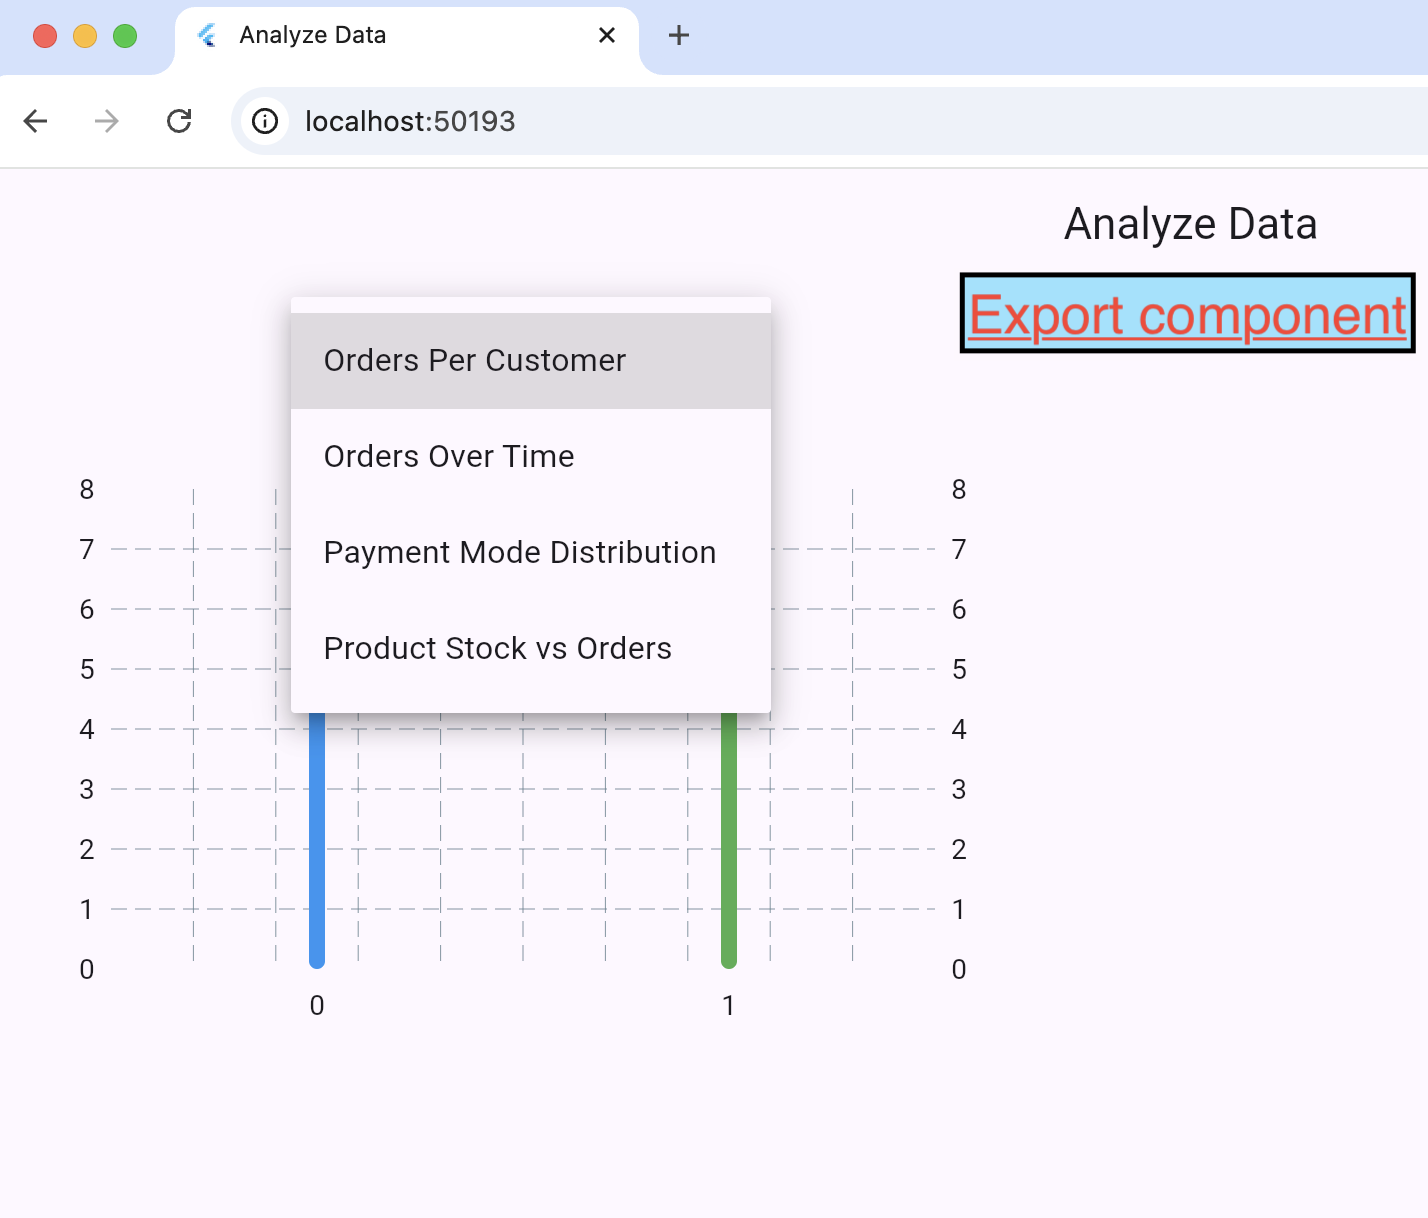 Analyze Data
localhost:50193
Analyze Data
Export component
Orders Per Customer
Orders Over Time
Payment Mode Distribution
Product Stock vs Orders
8 8
7 7
6 6
5 5
4 4
3 3
2 2
1 1
0 0
0 1